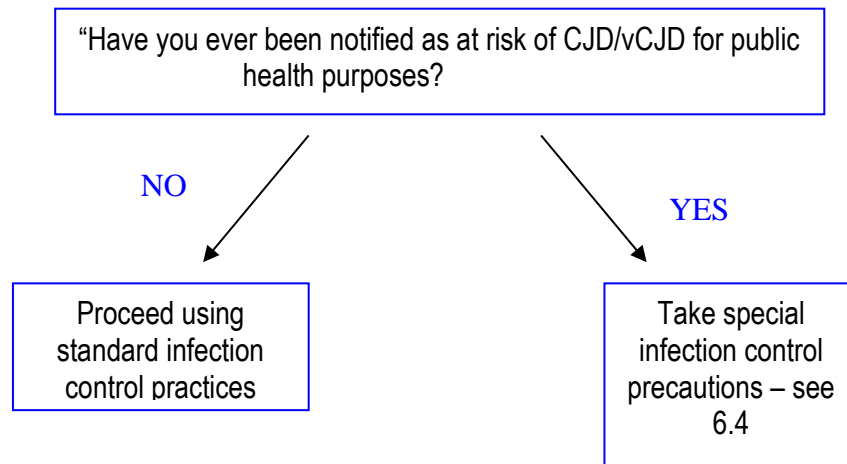 “Have you ever been notified as at risk of CJD/vCJD for public
health purposes?
NO
YES
Proceed using
standard infection
control practices
Take special
infection control
precautions – see
6.4